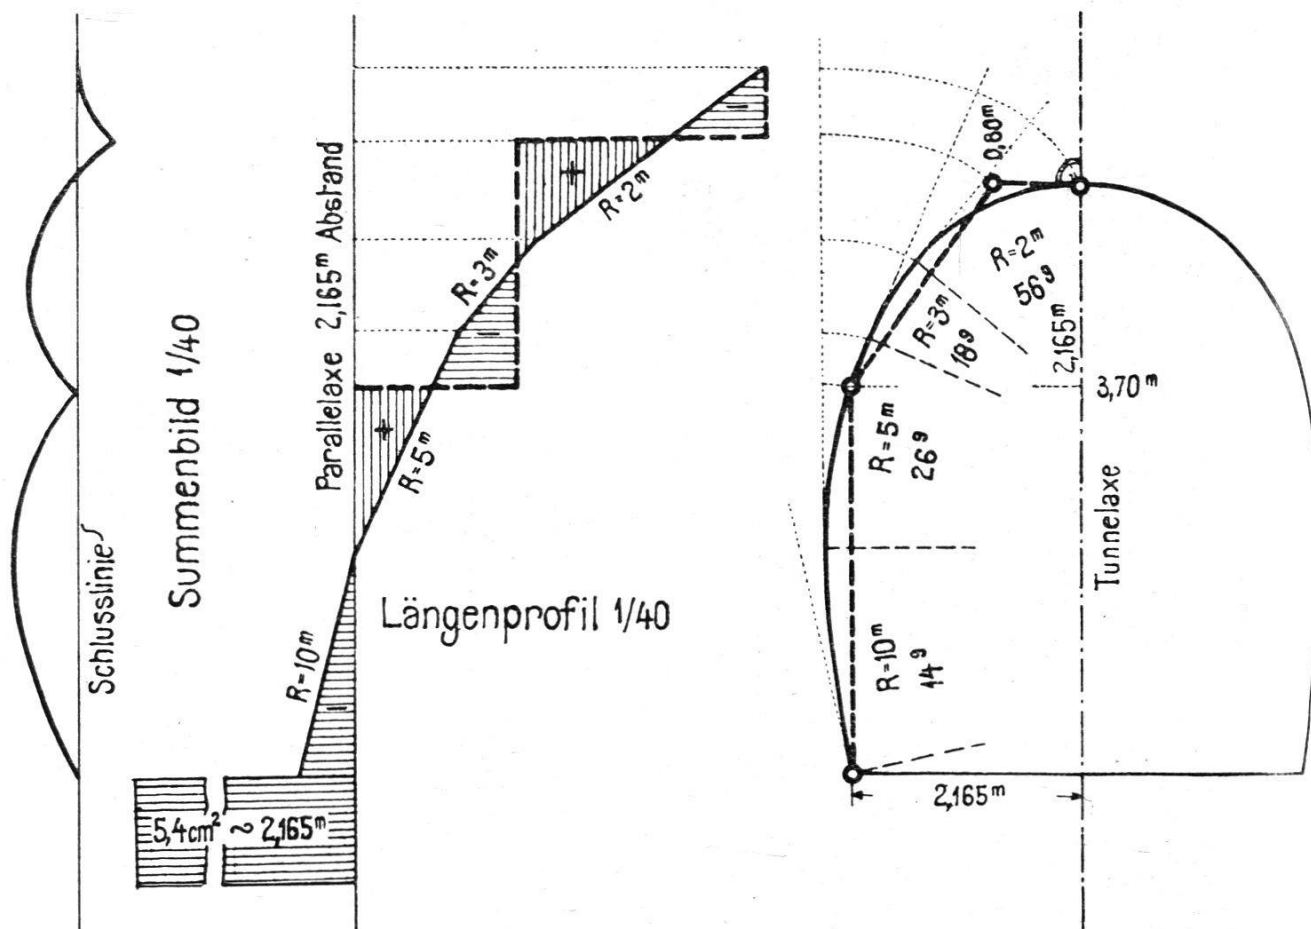 Schlusslinie
Summenbild 1/40
Parallelaxe 2,165m Abstand
R=2m
R=3m
R=5m
R=10m
+
−
+
−
−
Längenprofil 1/40
5,4cm² ~ 2,165m
0,80m
R=2m
56g
R=3m
18g
2,165m
3,70m
R=5m
26g
Tunnelaxe
R=10m
14g
2,165m